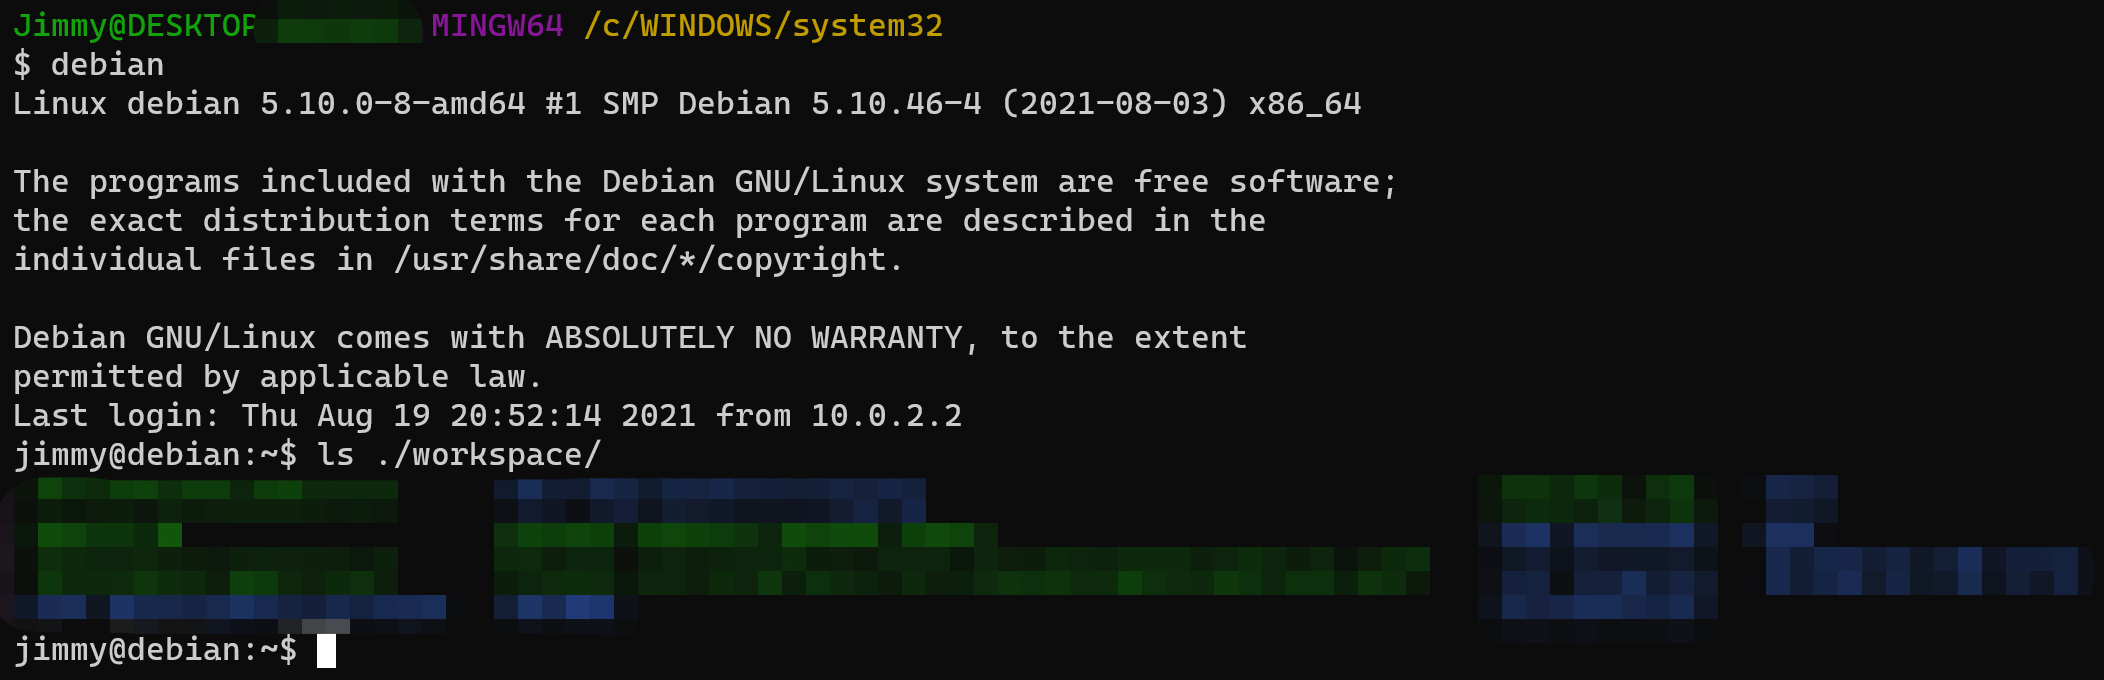 Jimmy@DESKTOP MINGW64 /c/WINDOWS/system32
$ debian
Linux debian 5.10.0-8-amd64 #1 SMP Debian 5.10.46-4 (2021-08-03) x86_64
The programs included with the Debian GNU/Linux system are free software;
the exact distribution terms for each program are described in the
individual files in /usr/share/doc/*/copyright.
Debian GNU/Linux comes with ABSOLUTELY NO WARRANTY, to the extent
permitted by applicable law.
Last login: Thu Aug 19 20:52:14 2021 from 10.0.2.2
jimmy@debian:~$ ls ./workspace/
jimmy@debian:~$